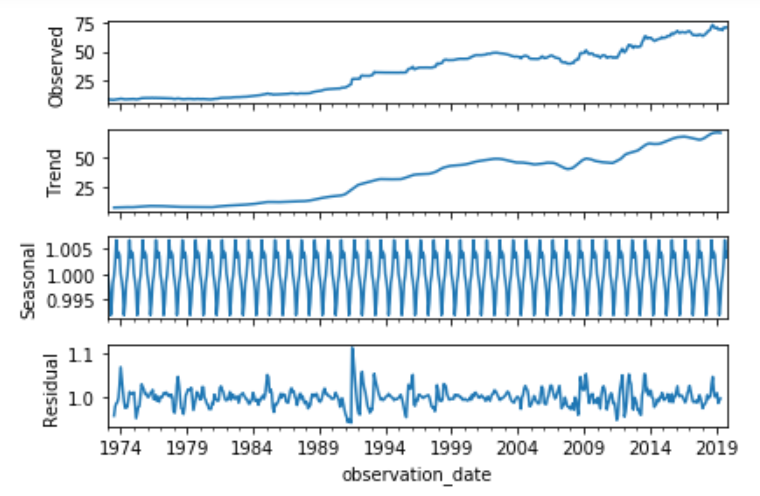 Observed
75
50
25
Trend
50
25
Seasonal
1.005
1.000
0.995
Residual
1.1
1.0
1974 1979 1984 1989 1994 1999 2004 2009 2014 2019
observation_date